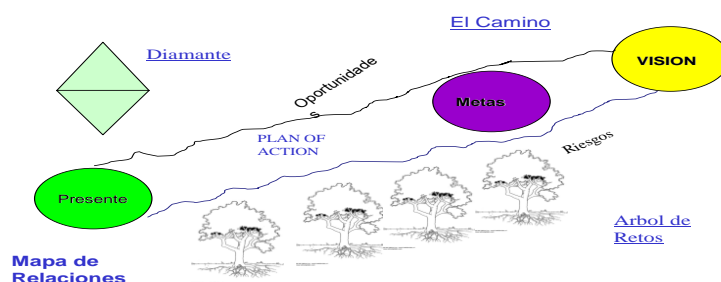 El Camino
Diamante
VISION
Oportunidade
s
Metas
PLAN OF
ACTION
Riesgos
Presente
Arbol de
Retos
Mapa de
Relaciones